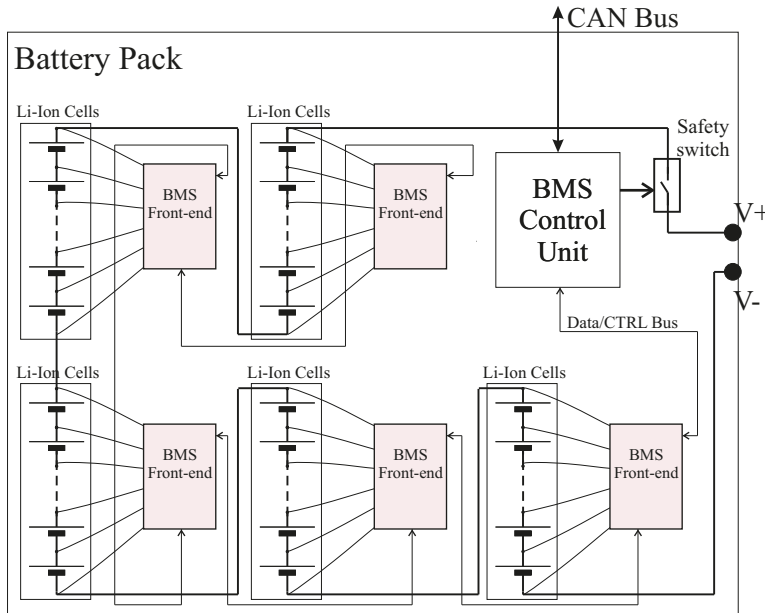 CAN Bus
Battery Pack
Li-Ion Cells
Li-Ion Cells
Safety
switch
BMS
Front-end
BMS
Front-end
BMS
Control
Unit
V+
V-
Data/CTRL Bus
Li-Ion Cells
Li-Ion Cells
Li-Ion Cells
BMS
Front-end
BMS
Front-end
BMS
Front-end